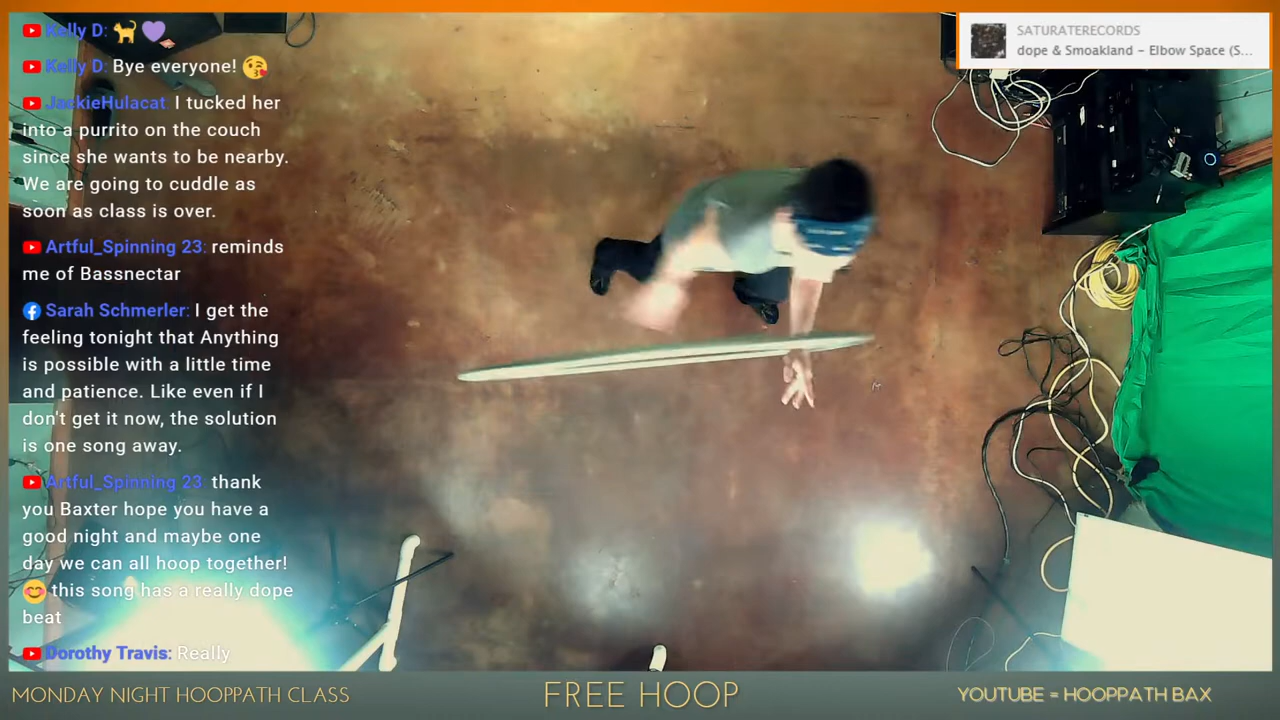 Kelly D: 🐈💜
Kelly D: Bye everyone! 😘
JackieHulacat: I tucked her
into a purrito on the couch
since she wants to be nearby.
We are going to cuddle as
soon as class is over.
Artful_Spinning 23: reminds
me of Bassnectar
Sarah Schmerler: I get the
feeling tonight that Anything
is possible with a little time
and patience. Like even if I
don't get it now, the solution
is one song away.
Artful_Spinning 23: thank
you Baxter hope you have a
good night and maybe one
day we can all hoop together!
😊 this song has a really dope
beat
Dorothy Travis: Really
SATURATERECORDS
dope & Smoakland – Elbow Space (S...
MONDAY NIGHT HOOPPATH CLASS
FREE HOOP
YOUTUBE = HOOPPATH BAX